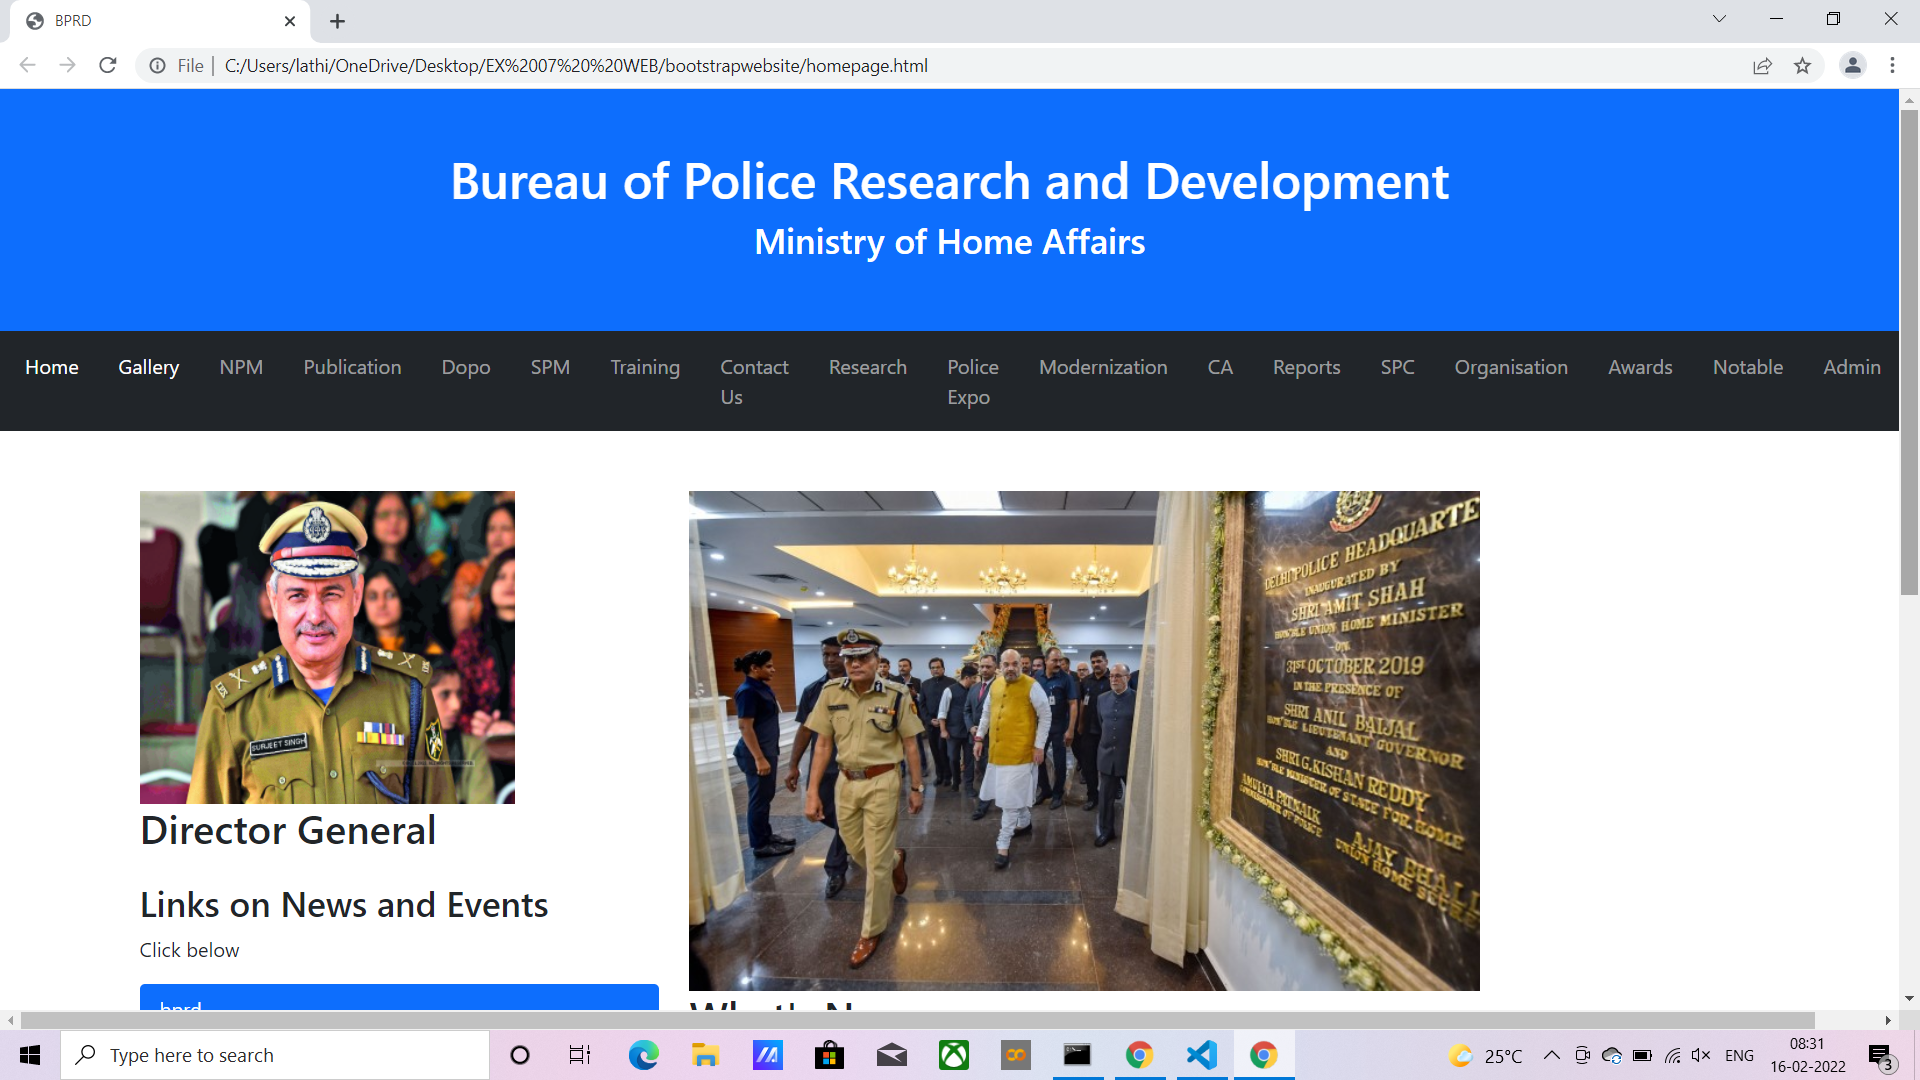 BPRD
File
C:/Users/lathi/OneDrive/Desktop/EX%2007%20%20WEB/bootstrapwebsite/homepage.html
Bureau of Police Research and Development
Ministry of Home Affairs
Home Gallery NPM Publication Dopo SPM Training Contact Us Research Police Expo Modernization CA Reports SPC Organisation Awards Notable Admin
SURJEET SINGH
Director General
Links on News and Events
Click below
bprd
DELHI POLICE HEADQUARTE
INAUGURATED BY
SHRI AMIT SHAH
HON'BLE UNION HOME MINISTER
ON
31ST OCTOBER 2019
IN THE PRESENCE OF
SHRI ANIL BAIJAL
HON'BLE LIEUTENANT GOVERNOR
AND
SHRI G.KISHAN REDDY
HON'BLE MINISTER OF STATE FOR HOME
AMULYA PATNAIK
COMMISSIONER OF POLICE
AJAY BHALL
UNION HOME SECRE
Type here to search
25°C
ENG
08:31
16-02-2022
3